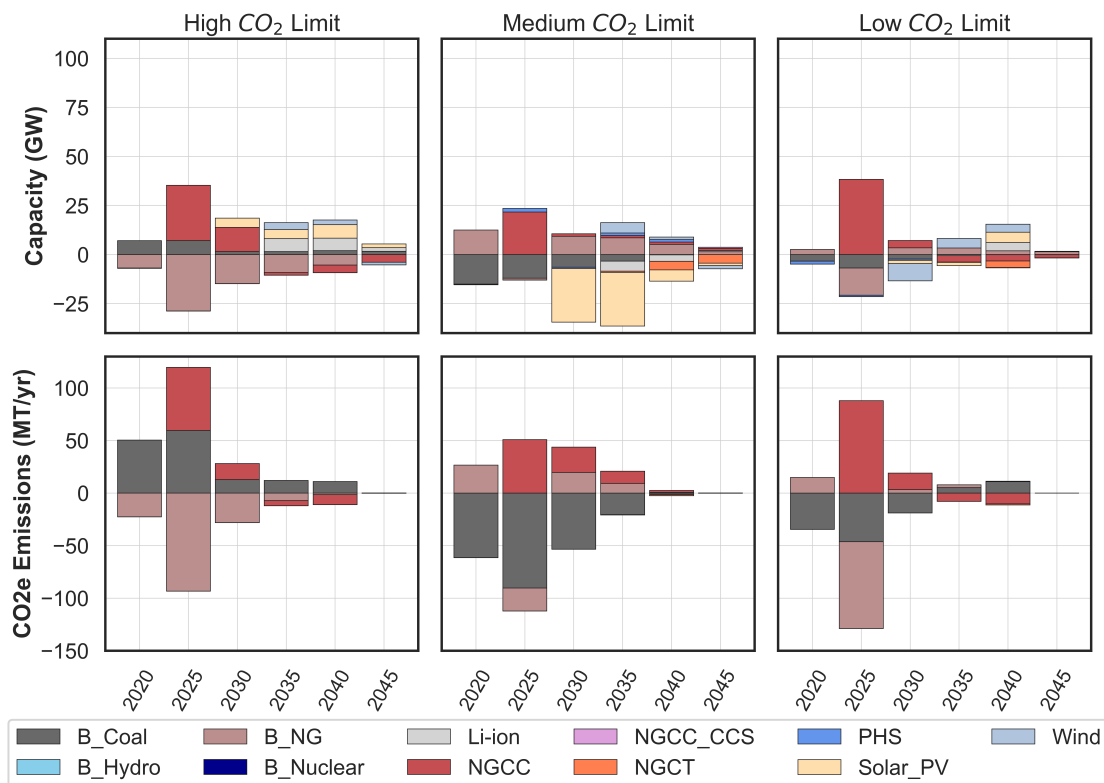 High CO2 Limit
Medium CO2 Limit
Low CO2 Limit
Capacity (GW)
100
75
50
25
0
−25
CO2e Emissions (MT/yr)
100
50
0
−50
−100
−150
2020 2025 2030 2035 2040 2045
2020 2025 2030 2035 2040 2045
2020 2025 2030 2035 2040 2045
B_Coal B_NG Li-ion NGCC_CCS PHS Wind
B_Hydro B_Nuclear NGCC NGCT Solar_PV